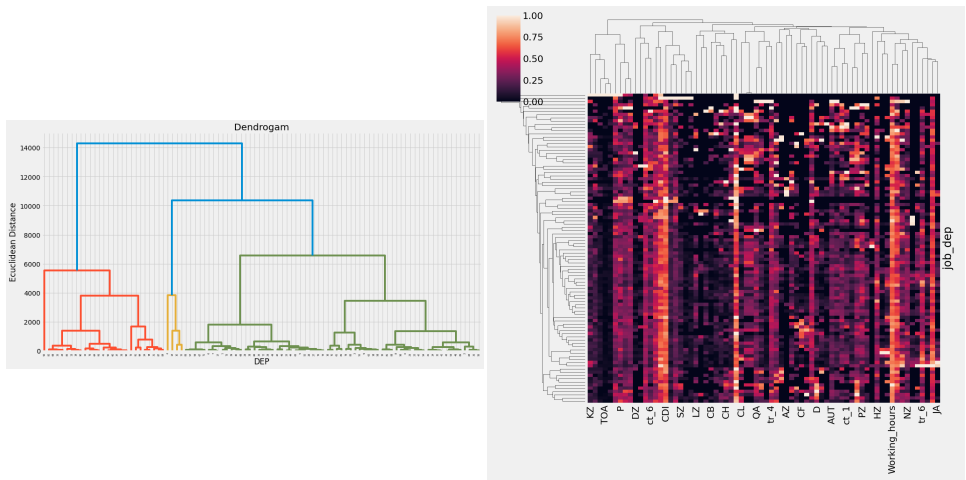 Dendrogam
14000
12000
10000
8000
6000
4000
2000
0
Ecuclidean Distance
DEP
1.00
0.75
0.50
0.25
0.00
job_dep
KZ
TOA
P
DZ
ct_6
CDI
SZ
LZ
CB
CH
CL
QA
tr_4
AZ
CF
D
AUT
ct_1
PZ
HZ
Working_hours
NZ
tr_6
JA